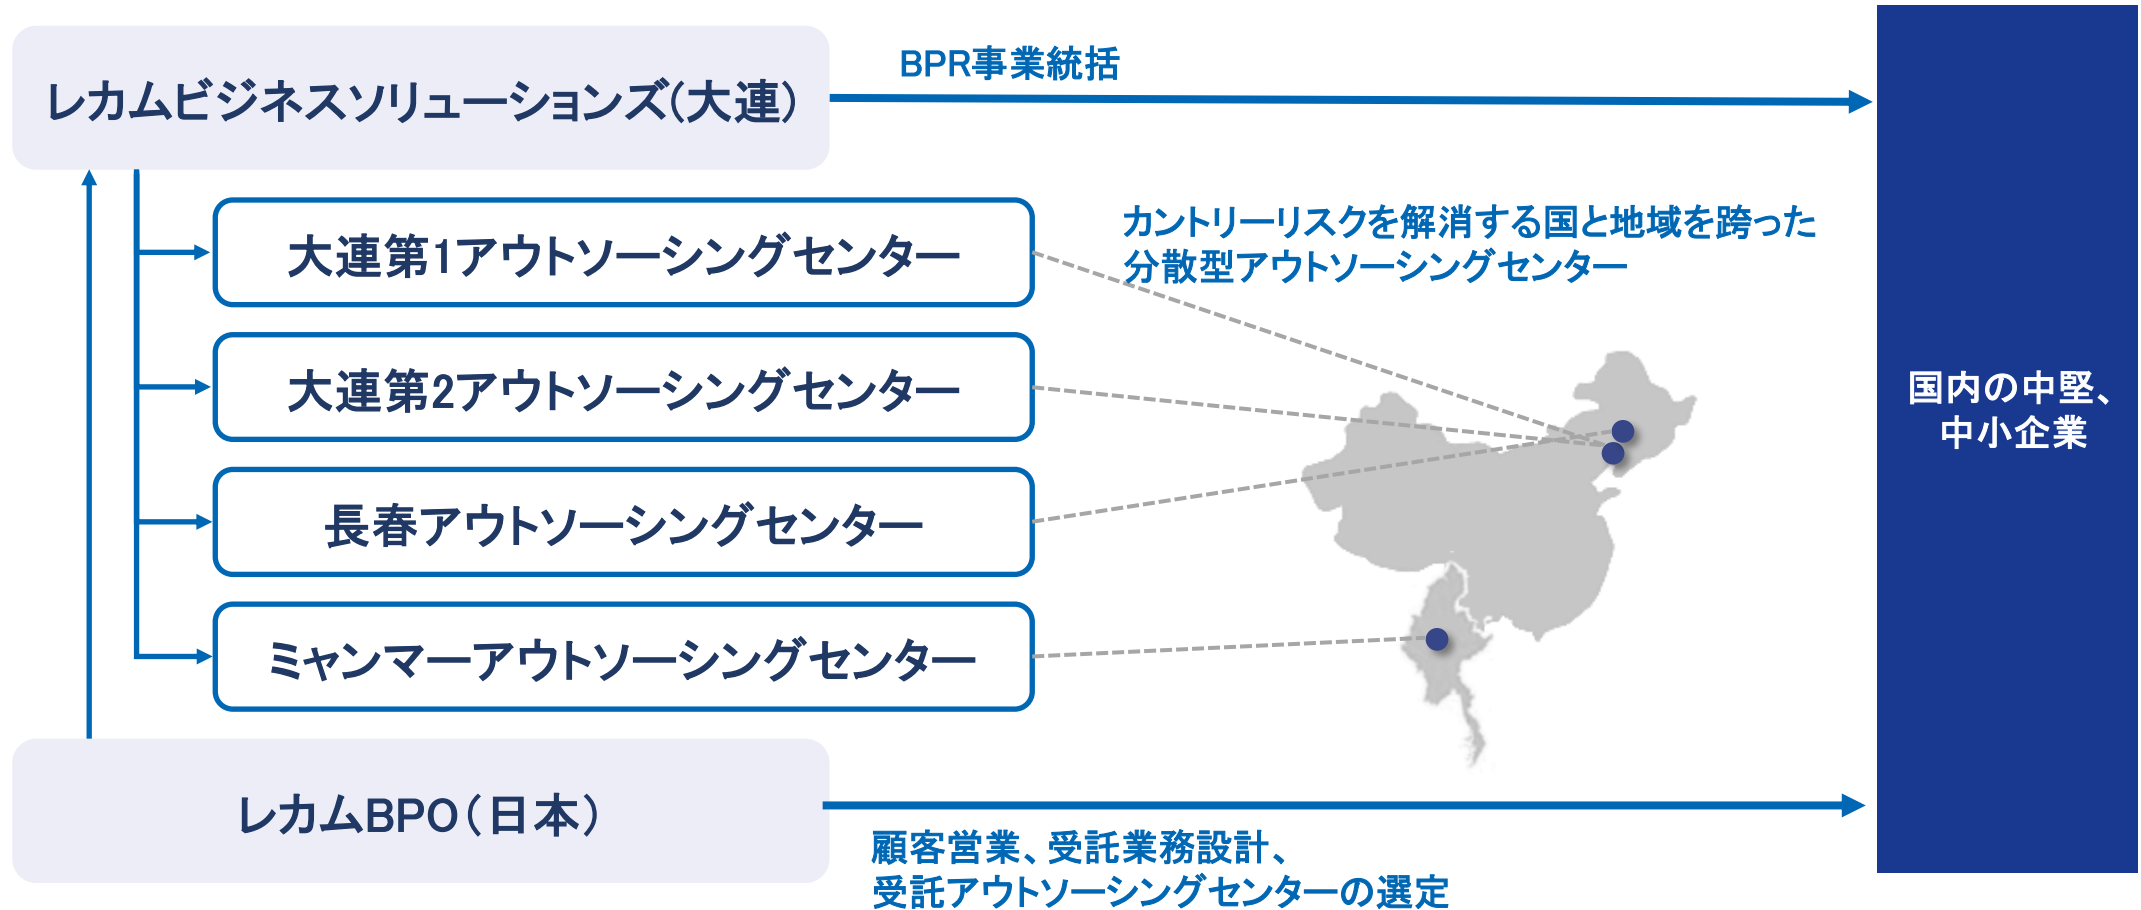 レカムビジネスソリューションズ(大連)
BPR事業統括
大連第1アウトソーシングセンター
カントリーリスクを解消する国と地域を跨った
分散型アウトソーシングセンター
大連第2アウトソーシングセンター
長春アウトソーシングセンター
ミャンマーアウトソーシングセンター
国内の中堅、
中小企業
レカムBPO(日本)
顧客営業、受託業務設計、
受託アウトソーシングセンターの選定